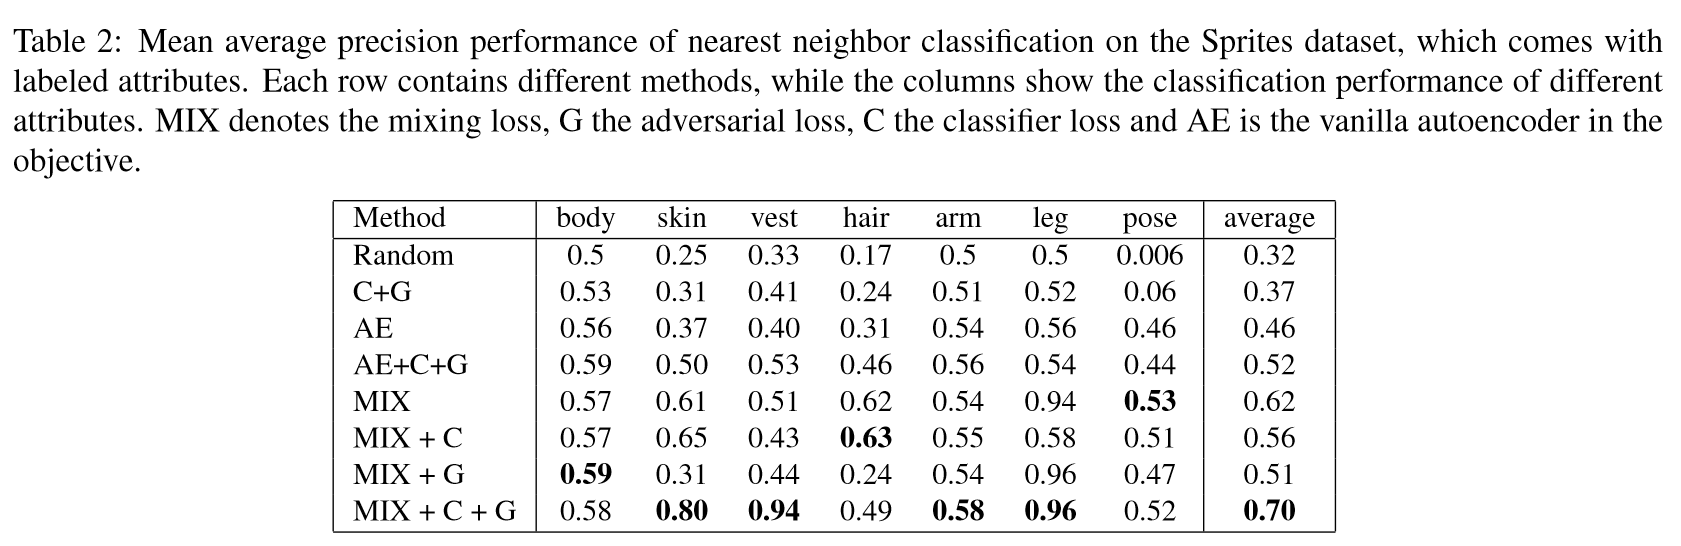 Table 2: Mean average precision performance of nearest neighbor classification on the Sprites dataset, which comes with
labeled attributes. Each row contains different methods, while the columns show the classification performance of different
attributes. MIX denotes the mixing loss, G the adversarial loss, C the classifier loss and AE is the vanilla autoencoder in the
objective.
Method body skin vest hair arm leg pose average
Random 0.5 0.25 0.33 0.17 0.5 0.5 0.006 0.32
C+G 0.53 0.31 0.41 0.24 0.51 0.52 0.06 0.37
AE 0.56 0.37 0.40 0.31 0.54 0.56 0.46 0.46
AE+C+G 0.59 0.50 0.53 0.46 0.56 0.54 0.44 0.52
MIX 0.57 0.61 0.51 0.62 0.54 0.94 0.53 0.62
MIX + C 0.57 0.65 0.43 0.63 0.55 0.58 0.51 0.56
MIX + G 0.59 0.31 0.44 0.24 0.54 0.96 0.47 0.51
MIX + C + G 0.58 0.80 0.94 0.49 0.58 0.96 0.52 0.70